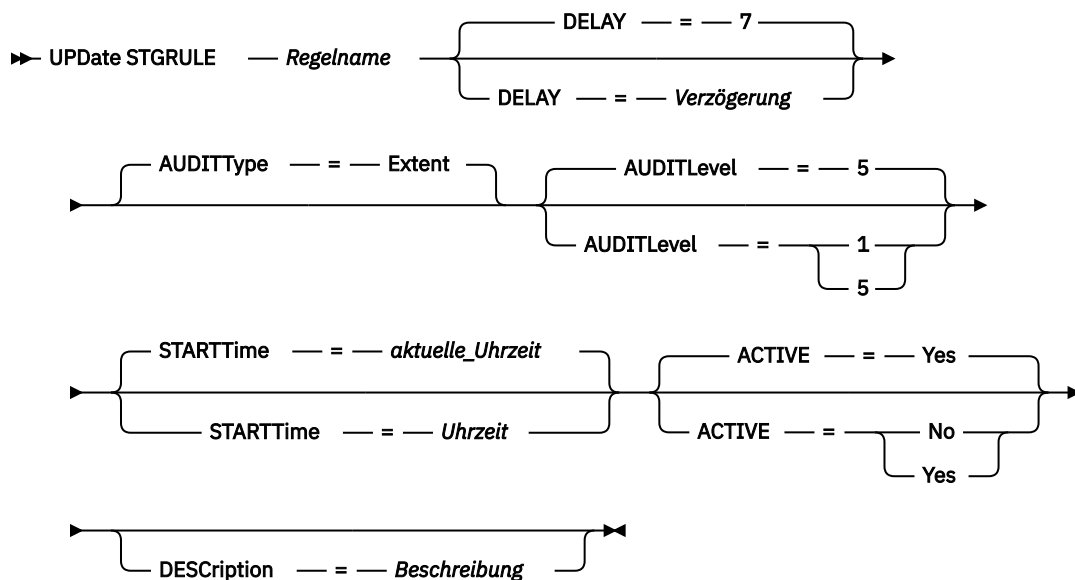 DELAY = 7
UPDate STGRULE Regelname
DELAY = Verzögerung
AUDITType = Extent
AUDITLevel = 5
AUDITLevel = 1
5
STARTTime = aktuelle_Uhrzeit
ACTIVE = Yes
STARTTime = Uhrzeit
ACTIVE = No
Yes
DESCription = Beschreibung